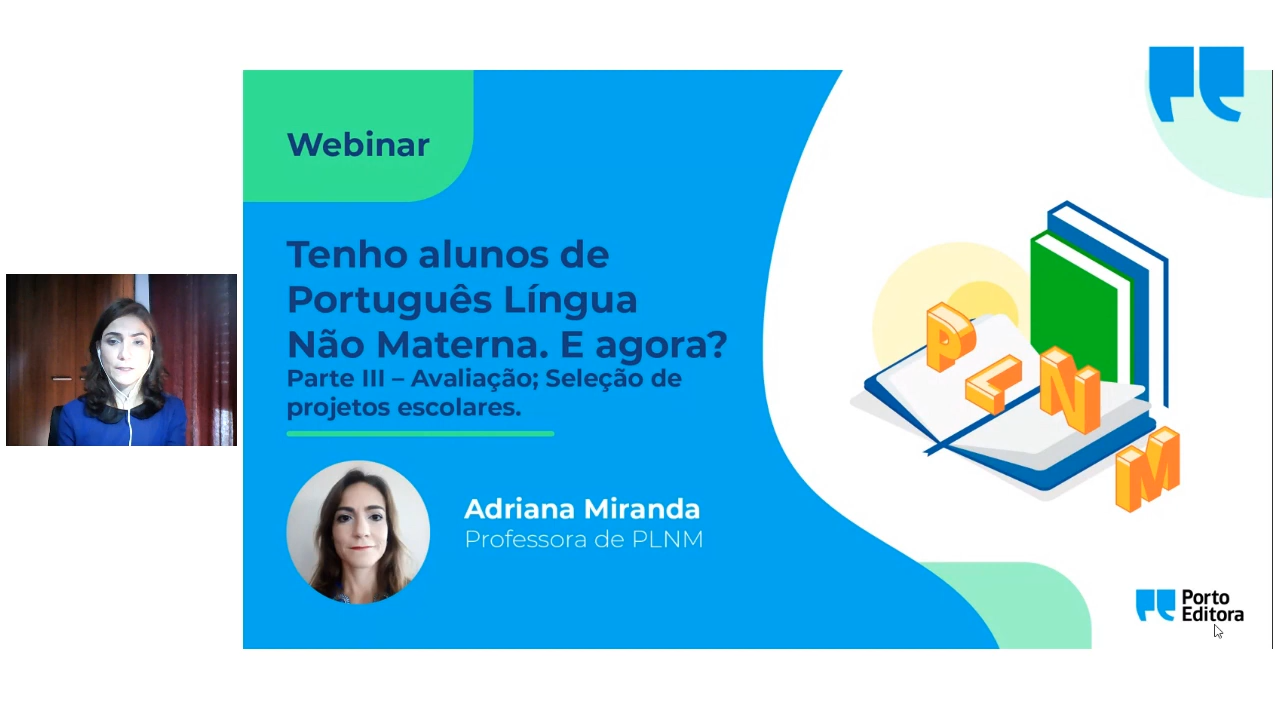 Webinar
Tenho alunos de
Português Língua
Não Materna. E agora?
Parte III – Avaliação; Seleção de
projetos escolares.
Adriana Miranda
Professora de PLNM
P
L
N
M
Porto
Editora